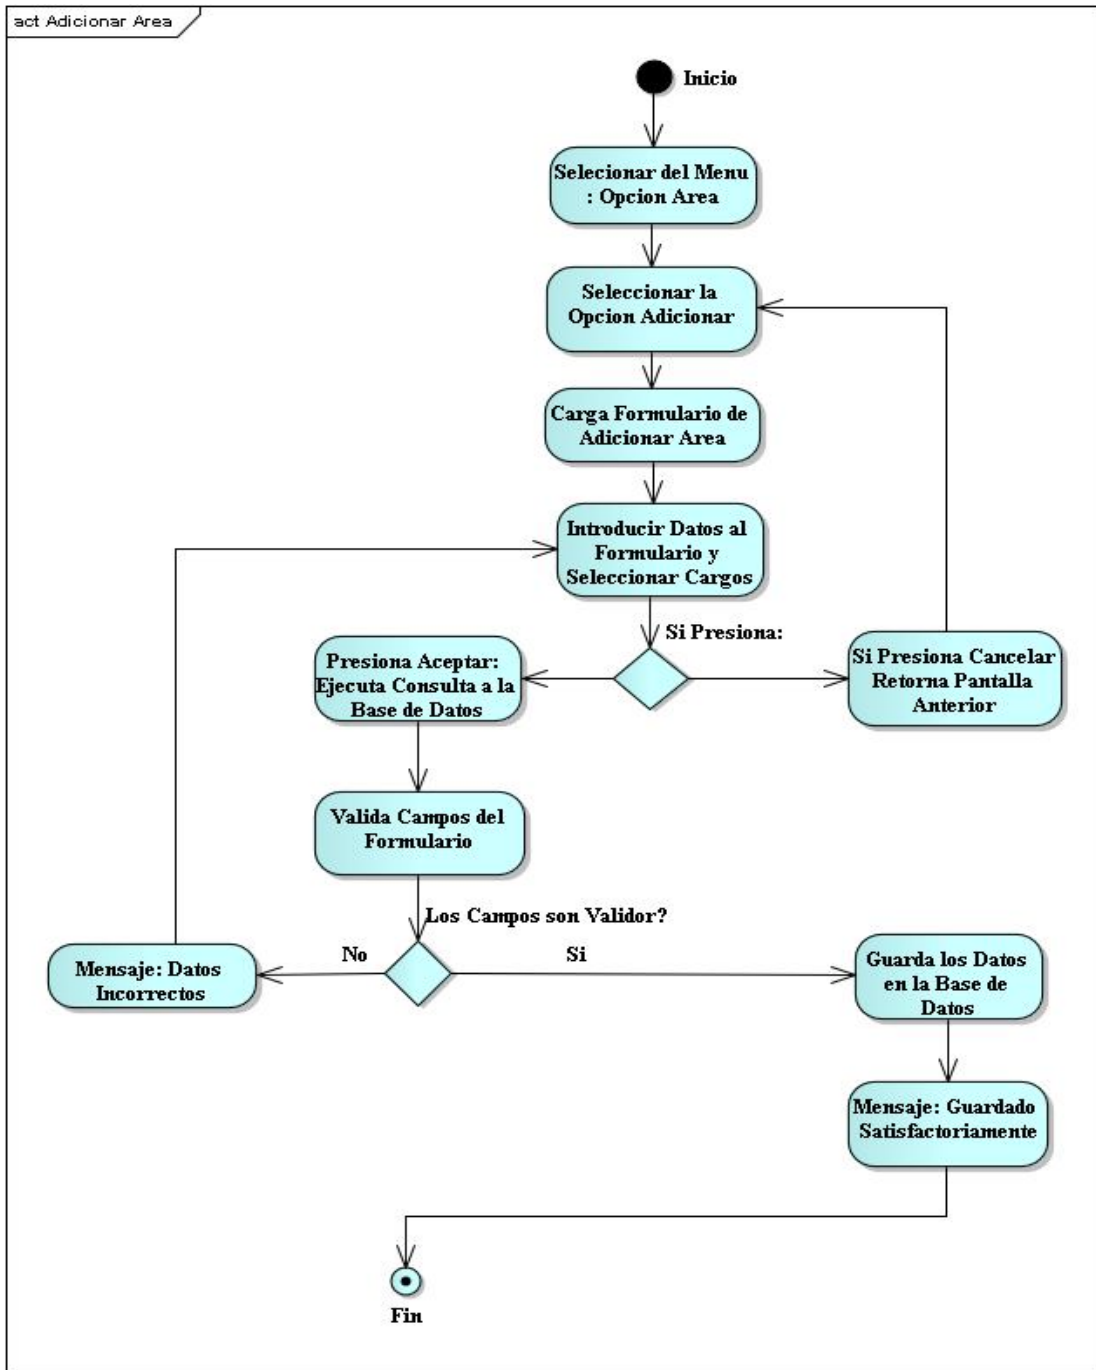 act Adicionar Area
Inicio
Selecionar del Menu
: Opcion Area
Seleccionar la
Opcion Adicionar
Carga Formulario de
Adicionar Area
Introducir Datos al
Formulario y
Seleccionar Cargos
Si Presiona:
Presiona Aceptar:
Ejecuta Consulta a la
Base de Datos
Si Presiona Cancelar
Retorna Pantalla
Anterior
Valida Campos del
Formulario
Los Campos son Validor?
No
Si
Mensaje: Datos
Incorrectos
Guarda los Datos
en la Base de
Datos
Mensaje: Guardado
Satisfactoriamente
Fin